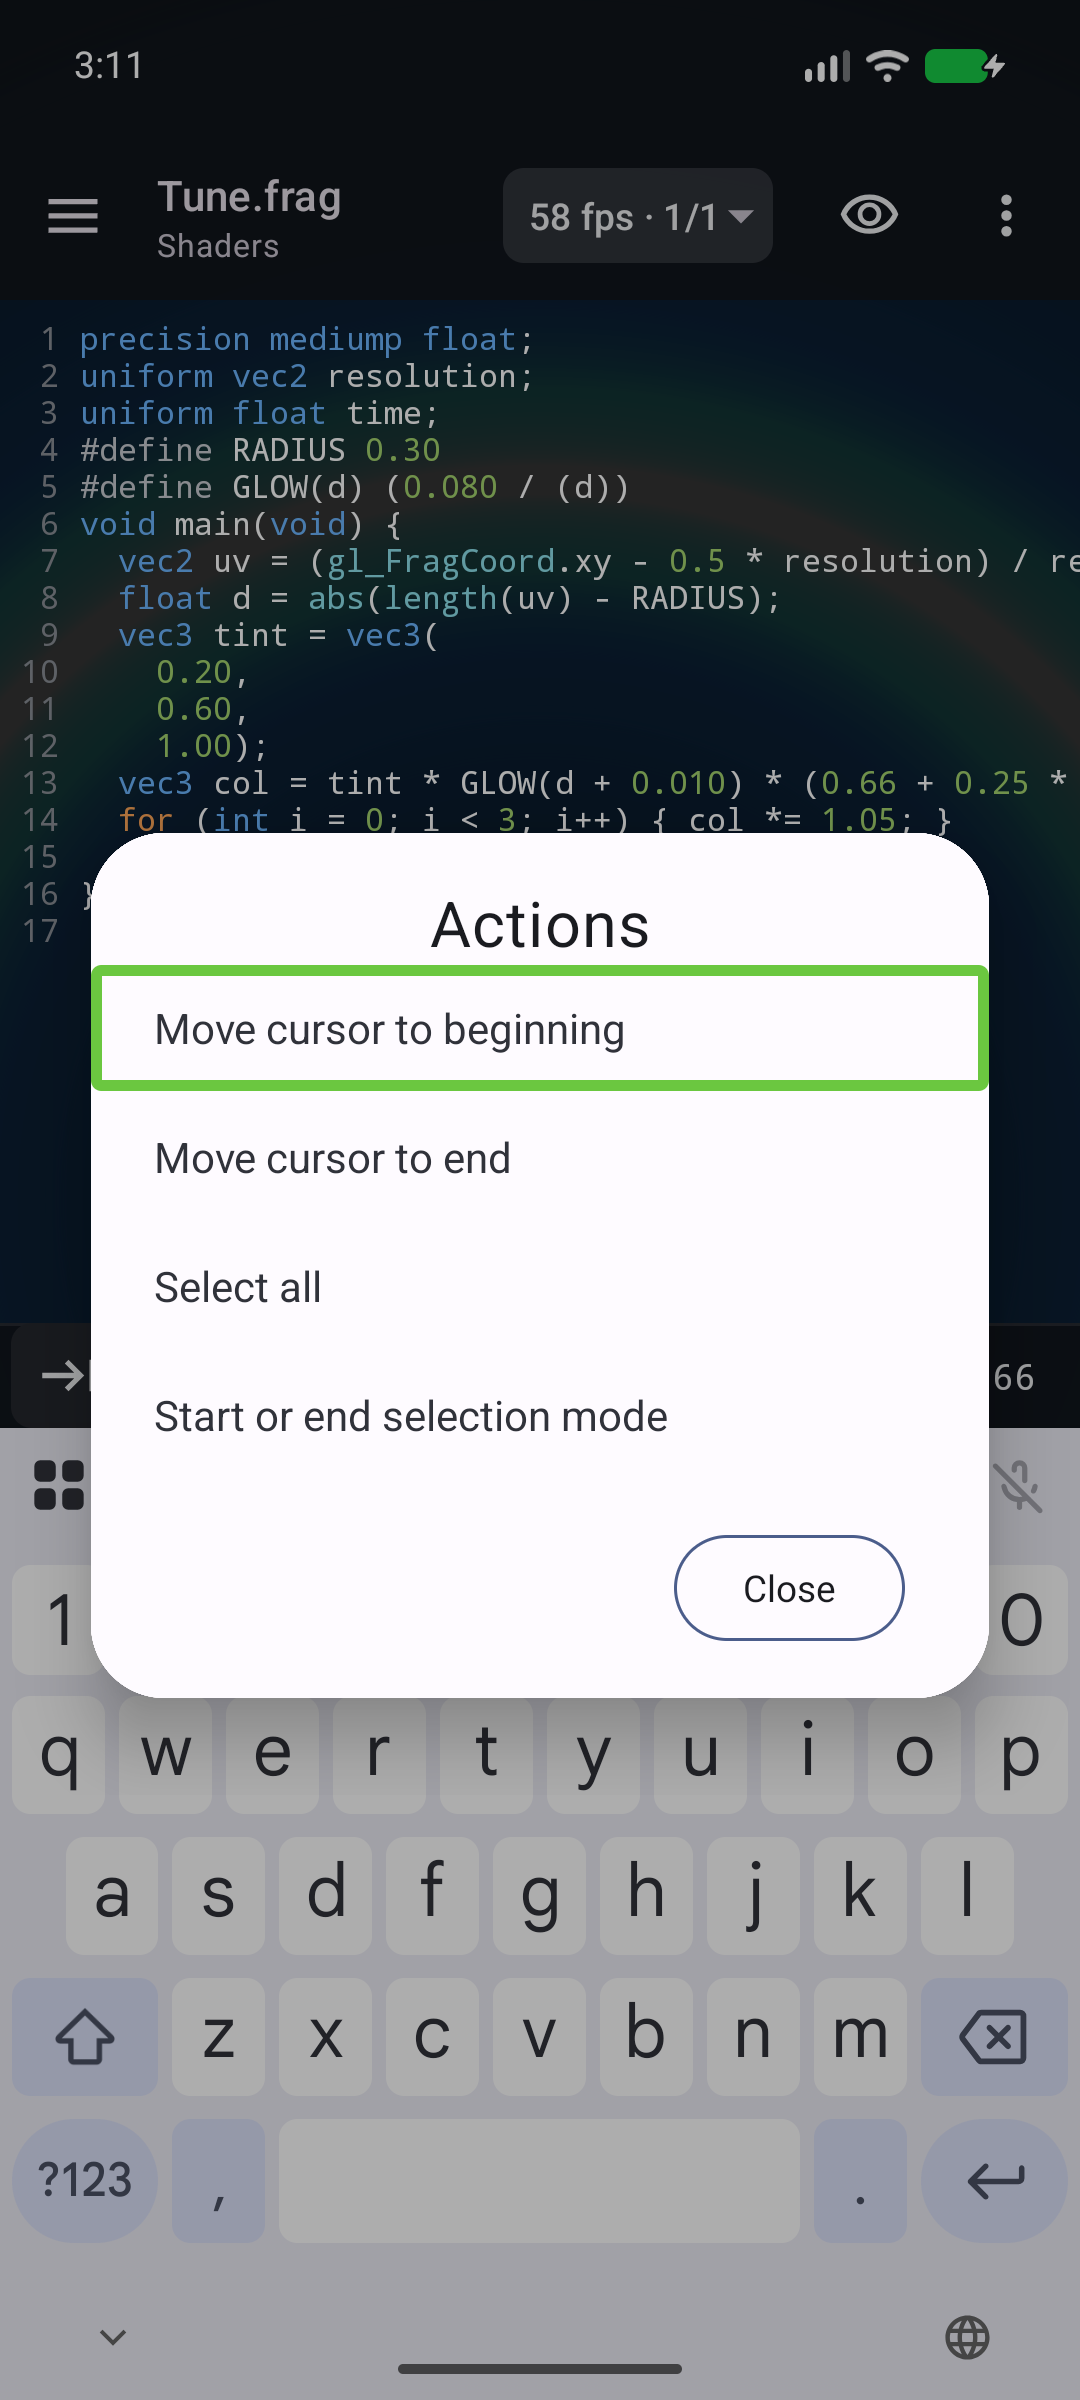 3:11
Tune.frag
Shaders
58 fps · 1/1
1 precision mediump float;
2 uniform vec2 resolution;
3 uniform float time;
4 #define RADIUS 0.30
5 #define GLOW(d) (0.080 / (d))
6 void main(void) {
7 vec2 uv = (gl_FragCoord.xy - 0.5 * resolution) / re
8 float d = abs(length(uv) - RADIUS);
9 vec3 tint = vec3(
10 0.20,
11 0.60,
12 1.00);
13 vec3 col = tint * GLOW(d + 0.010) * (0.66 + 0.25 *
14 for (int i = 0; i < 3; i++) { col *= 1.05; }
15
16 }
17
Actions
Move cursor to beginning
Move cursor to end
Select all
Start or end selection mode
66
Close
1 0
q w e r t y u i o p
a s d f g h j k l
z x c v b n m
?123 , .